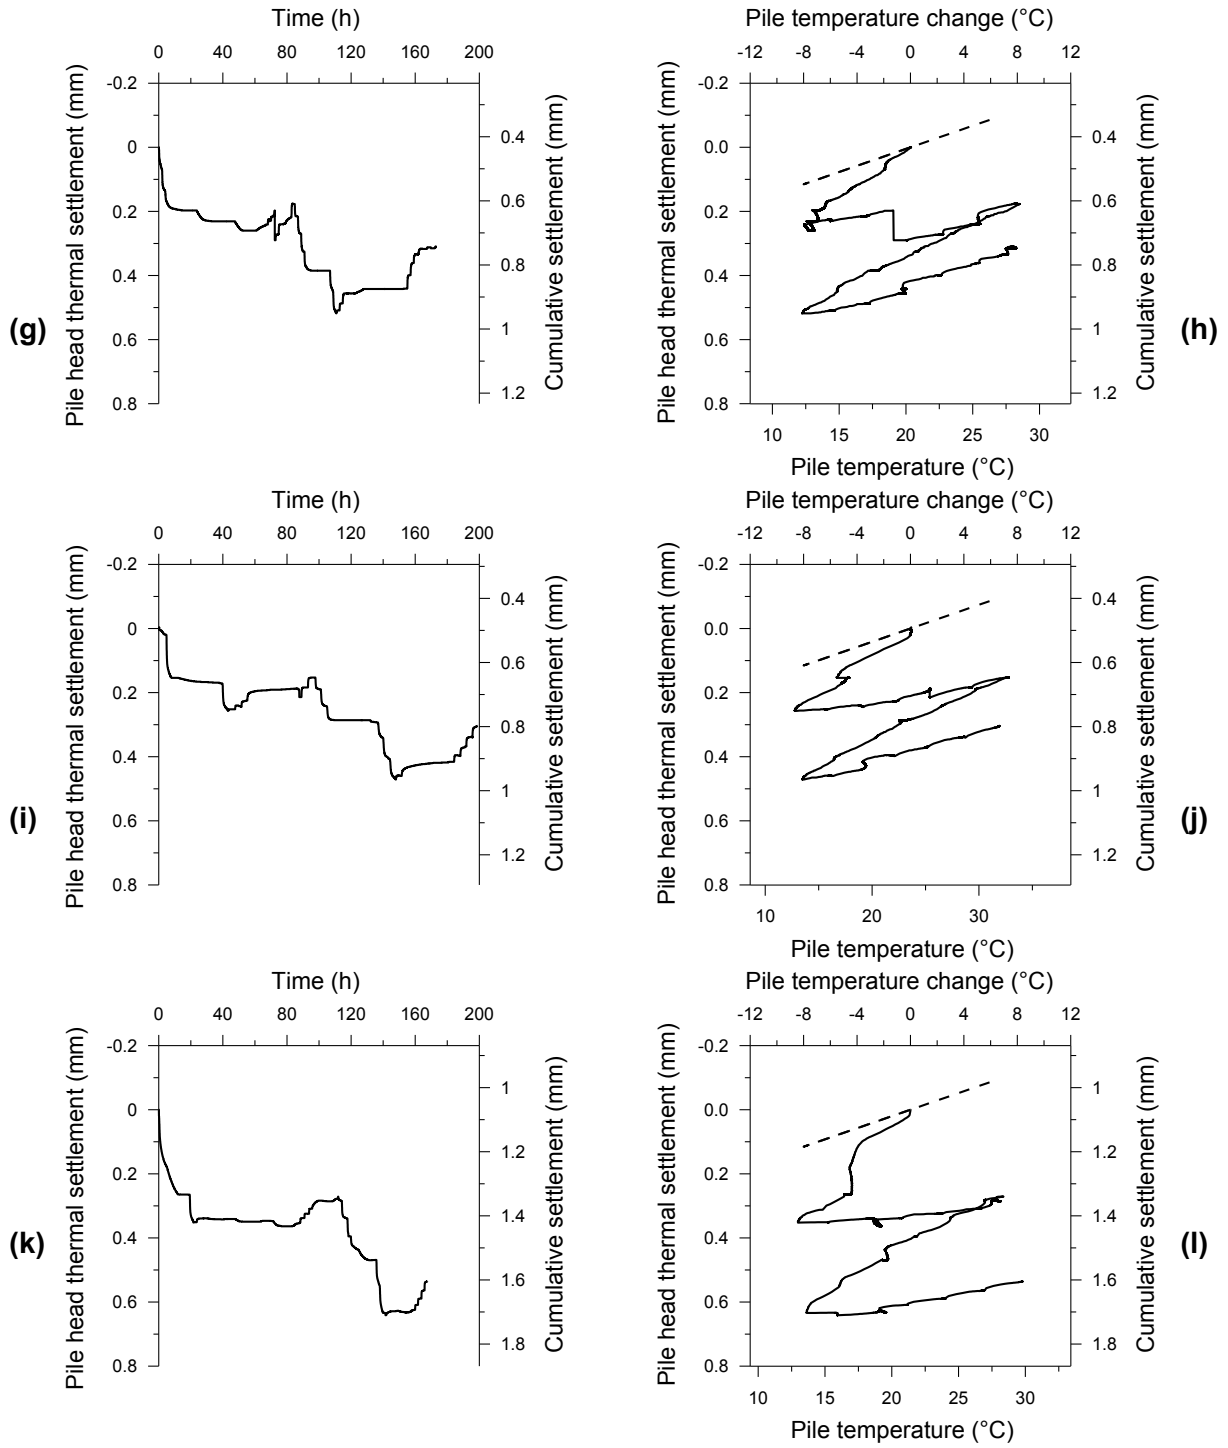 Time (h)
0 40 80 120 160 200
Pile head thermal settlement (mm)
-0.2
0
0.2
0.4
0.6
0.8
0.4
0.6
0.8
1
1.2
Cumulative settlement (mm)
(g)
Pile temperature change (°C)
-12 -8 -4 0 4 8 12
Pile head thermal settlement (mm)
-0.2
0.0
0.2
0.4
0.6
0.8
0.4
0.6
0.8
1
1.2
Cumulative settlement (mm)
(h)
10 15 20 25 30
Pile temperature (°C)
Time (h)
0 40 80 120 160 200
Pile head thermal settlement (mm)
-0.2
0
0.2
0.4
0.6
0.8
0.4
0.6
0.8
1
1.2
Cumulative settlement (mm)
(i)
Pile temperature change (°C)
-12 -8 -4 0 4 8 12
Pile head thermal settlement (mm)
-0.2
0.0
0.2
0.4
0.6
0.8
0.4
0.6
0.8
1
1.2
Cumulative settlement (mm)
(j)
10 20 30
Pile temperature (°C)
Time (h)
0 40 80 120 160 200
Pile head thermal settlement (mm)
-0.2
0
0.2
0.4
0.6
0.8
1
1.2
1.4
1.6
1.8
Cumulative settlement (mm)
(k)
Pile temperature change (°C)
-12 -8 -4 0 4 8 12
Pile head thermal settlement (mm)
-0.2
0.0
0.2
0.4
0.6
0.8
1
1.2
1.4
1.6
1.8
Cumulative settlement (mm)
(l)
10 15 20 25 30
Pile temperature (°C)